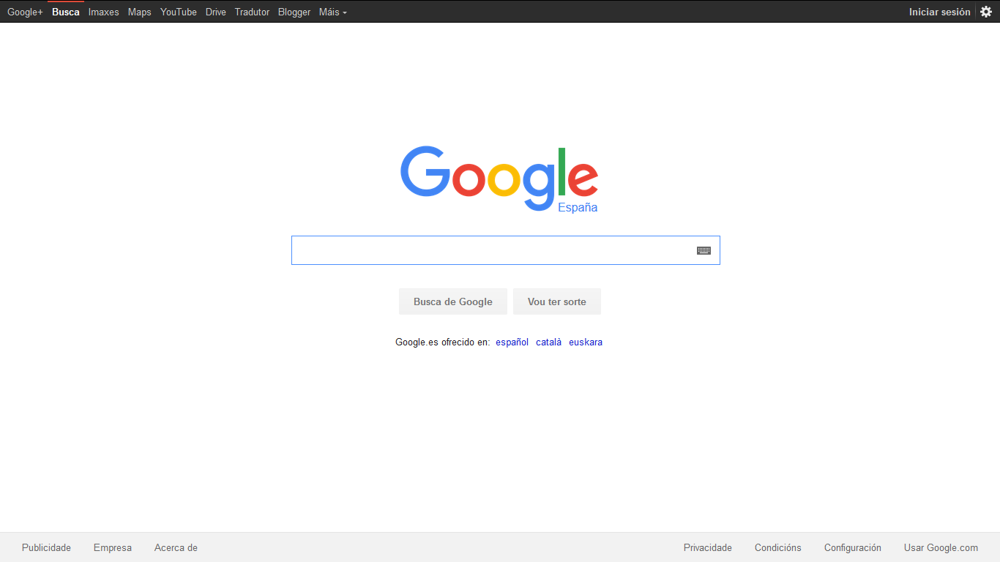 Google+ Busca Imaxes Maps YouTube Drive Tradutor Blogger Máis Iniciar sesión
Google
España
Busca de Google Vou ter sorte
Google.es ofrecido en: español català euskara
Publicidade Empresa Acerca de Privacidade Condicións Configuración Usar Google.com